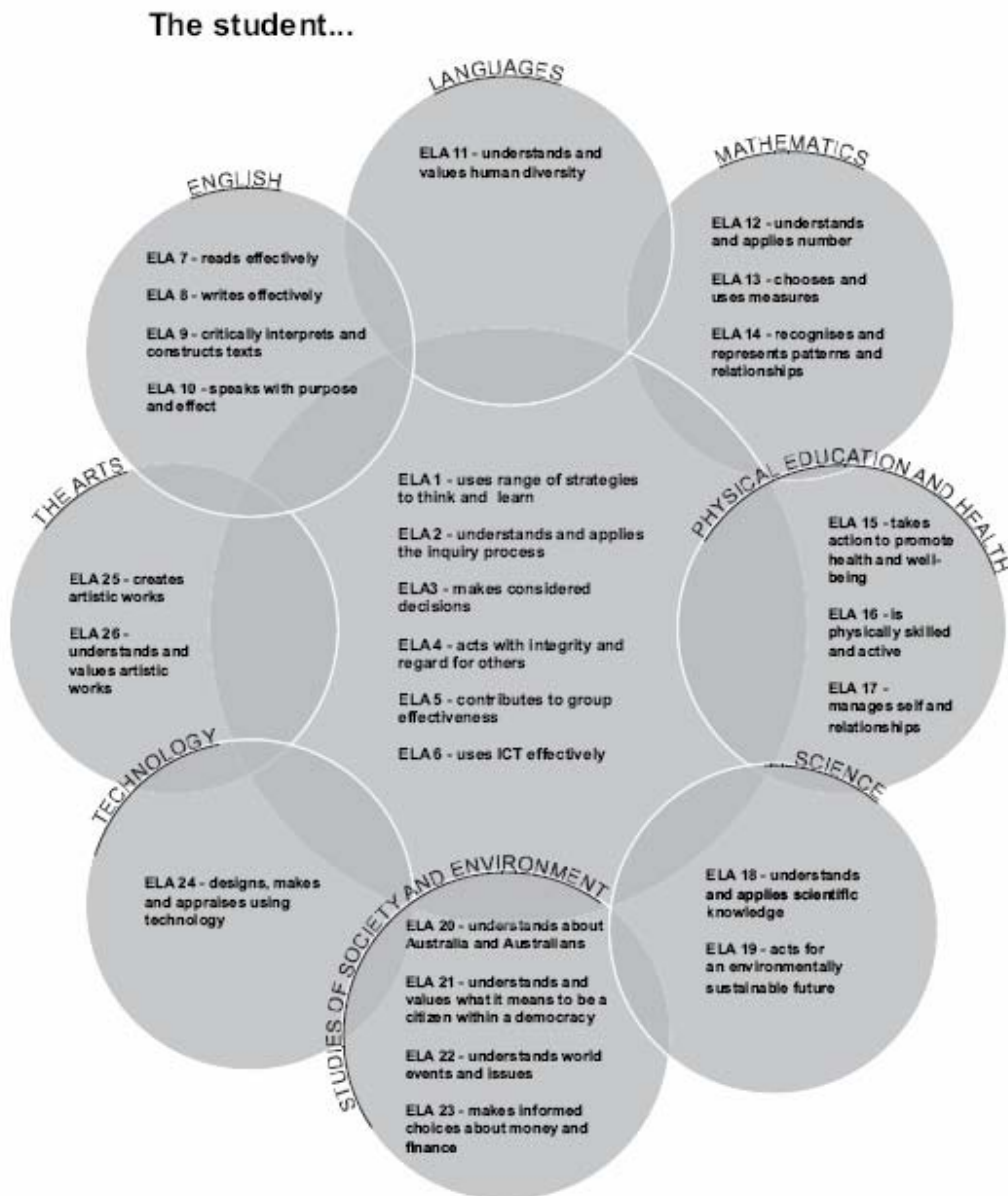 The student...
LANGUAGES
ELA 11 - understands and
values human diversity
MATHEMATICS
ELA 12 - understands
and applies number
ELA 13 - chooses and
uses measures
ELA 14 - recognises and
represents patterns and
relationships
ENGLISH
ELA 7 - reads effectively
ELA 8 - writes effectively
ELA 9 - critically interprets and
constructs texts
ELA 10 - speaks with purpose
and effect
ELA 1 - uses range of strategies
to think and learn
ELA 2 - understands and applies
the inquiry process
ELA3 - makes considered
decisions
ELA 4 - acts with integrity and
regard for others
ELA 5 - contributes to group
effectiveness
ELA 6 - uses ICT effectively
PHYSICAL EDUCATION AND HEALTH
ELA 15 - takes
action to promote
health and well-
being
ELA 16 - is
physically skilled
and active
ELA 17 -
manages self and
relationships
THE ARTS
ELA 25 - creates
artistic works
ELA 26 -
understands and
values artistic
works
TECHNOLOGY
ELA 24 - designs, makes
and appraises using
technology
SCIENCE
ELA 18 - understands
and applies scientific
knowledge
ELA 19 - acts for
an environmentally
sustainable future
STUDIES OF SOCIETY AND ENVIRONMENT
ELA 20 - understands about
Australia and Australians
ELA 21 - understands and
values what it means to be a
citizen within a democracy
ELA 22 - understands world
events and issues
ELA 23 - makes informed
choices about money and
finance